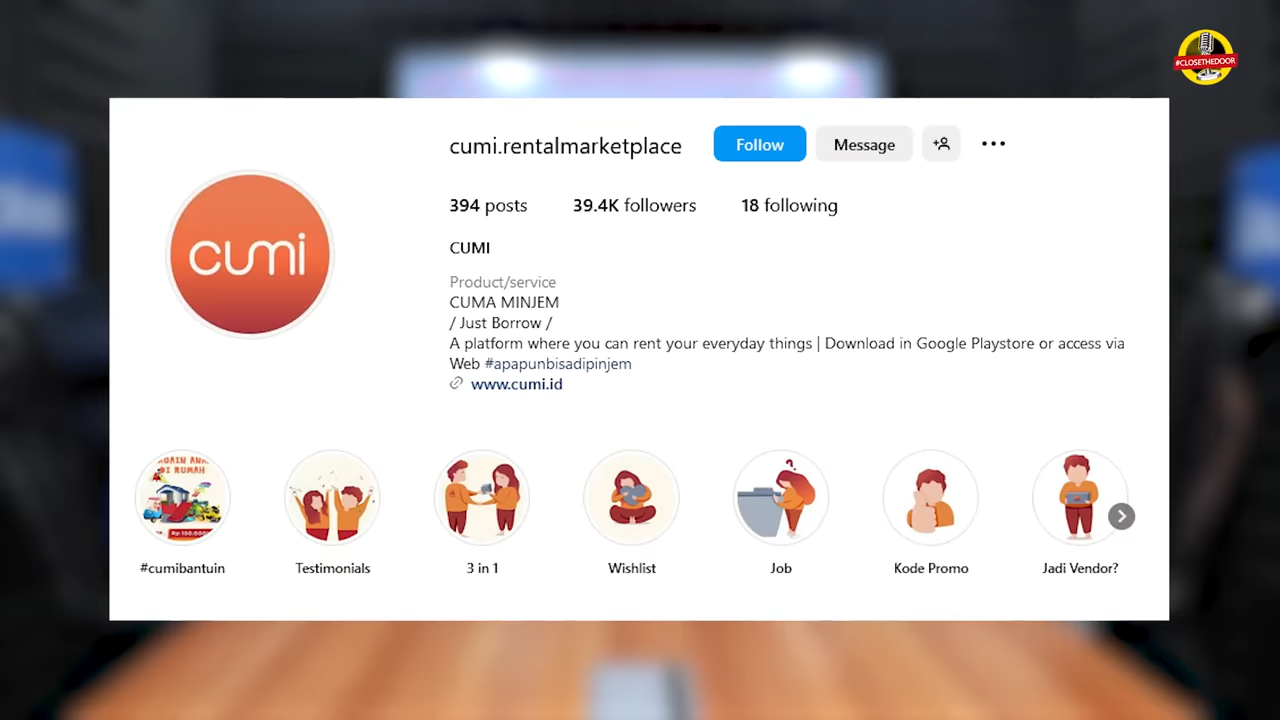 #CLOSETHEDOOR
cumi.rentalmarketplace Follow Message
394 posts 39.4K followers 18 following
cumi
CUMI
Product/service
CUMA MINJEM
/ Just Borrow /
A platform where you can rent your everyday things | Download in Google Playstore or access via
Web #apapunbisadipinjem
www.cumi.id
DI RUMAH
#cumibantuin Testimonials 3 in 1 Wishlist Job Kode Promo Jadi Vendor?